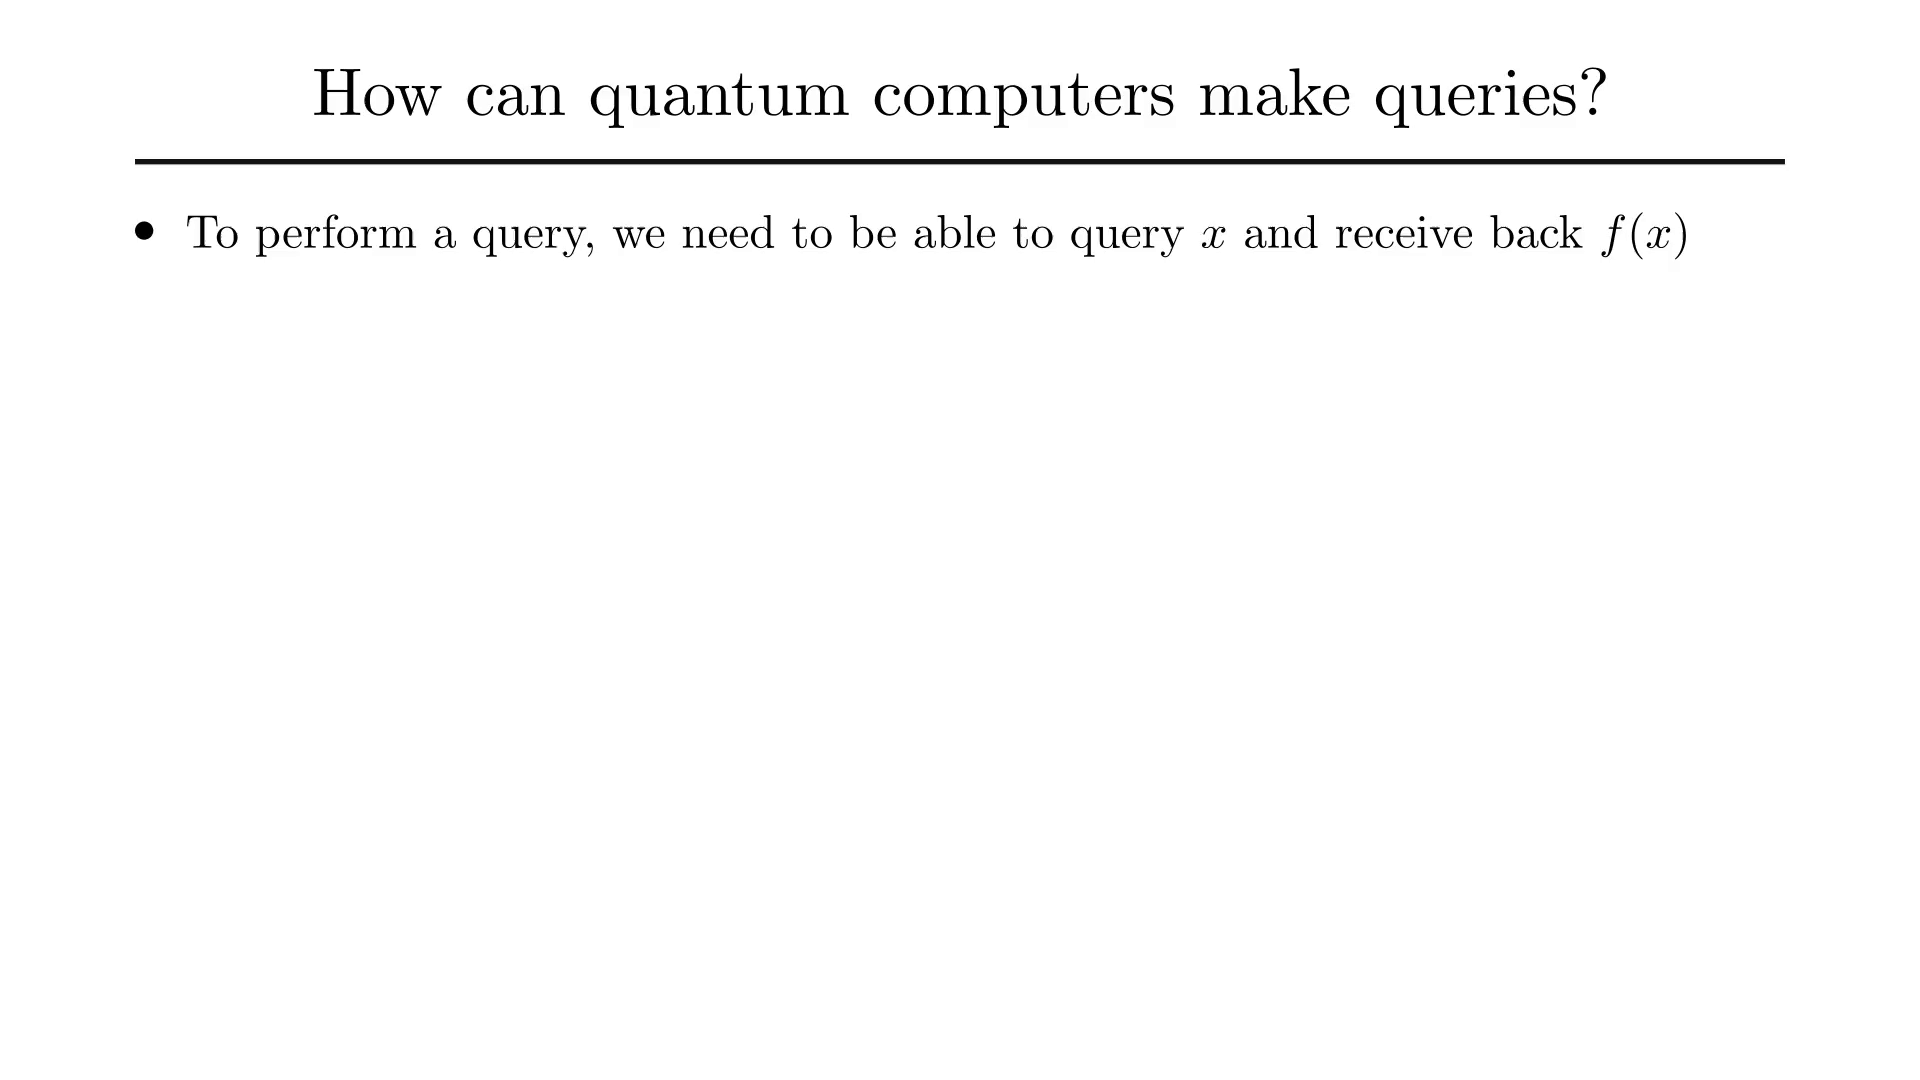 How can quantum computers make queries?
• To perform a query, we need to be able to query x and receive back f(x)